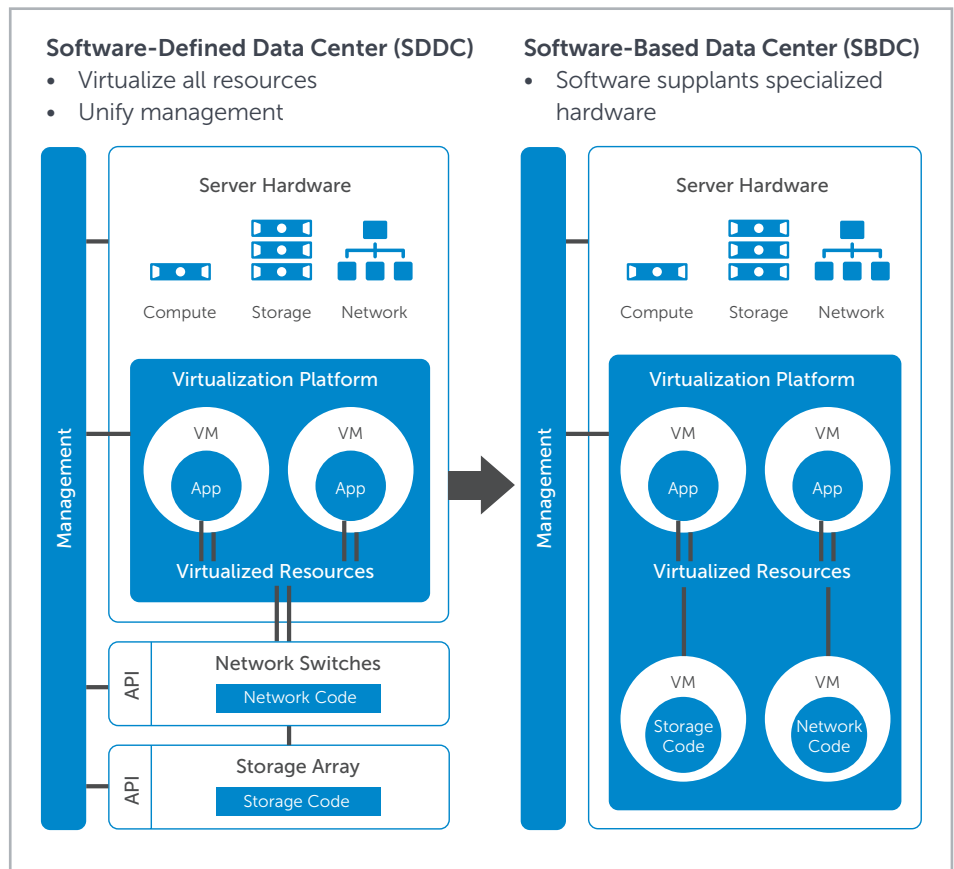 Software-Defined Data Center (SDDC)
• Virtualize all resources
• Unify management
Management
Server Hardware
Compute
Storage
Network
Virtualization Platform
VM
VM
App
App
Virtualized Resources
API
Network Switches
Network Code
API
Storage Array
Storage Code
Software-Based Data Center (SBDC)
• Software supplants specialized
hardware
Management
Server Hardware
Compute
Storage
Network
Virtualization Platform
VM
VM
App
App
Virtualized Resources
VM
VM
Storage
Code
Network
Code